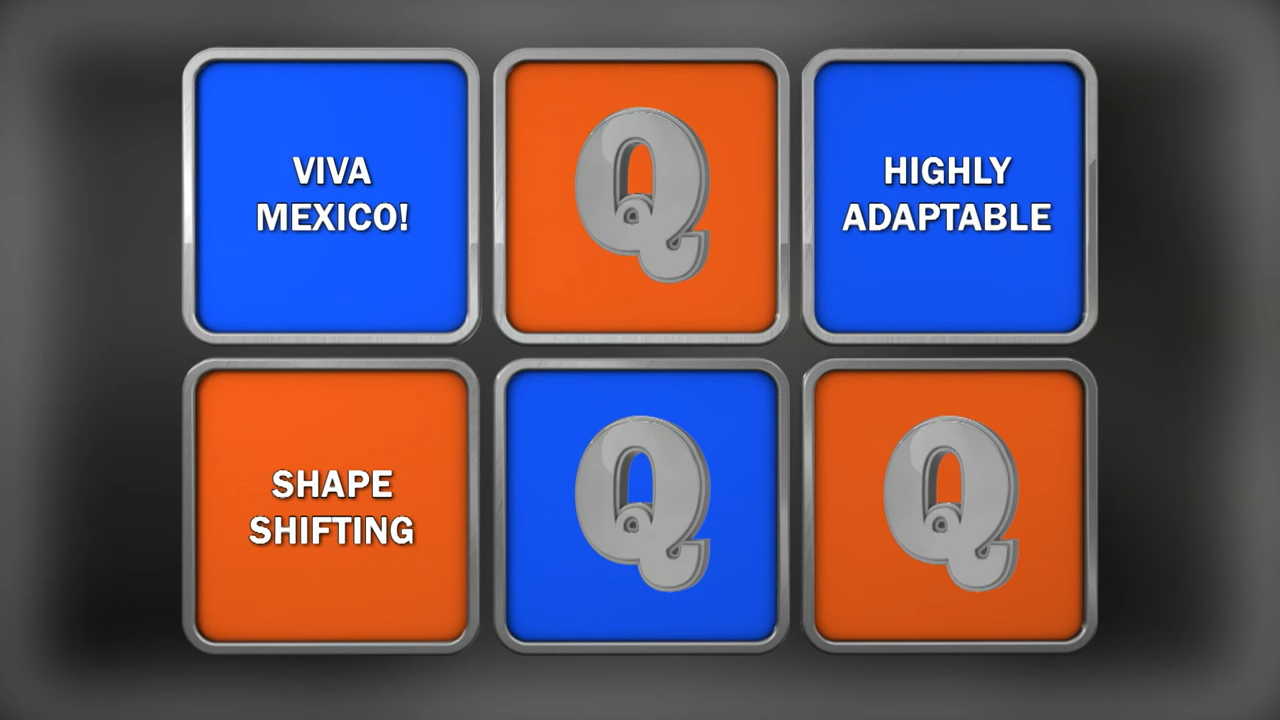 VIVA
MEXICO!
Q
HIGHLY
ADAPTABLE
SHAPE
SHIFTING
Q
Q